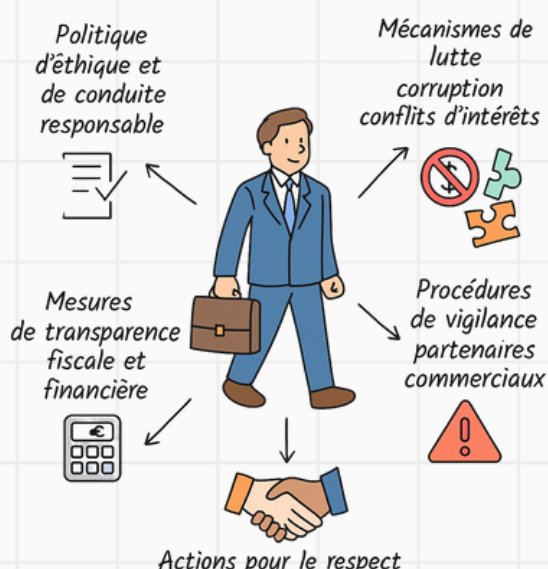 Politique
d'êthique et
de conduite
responsable
Mécanismes de
lutte
corruption
conflits d'intérêts
Mesures
de transparence
fiscale et
financière
Procédures
de vigilance
partenaires
commerciaux
Actions pour le respect